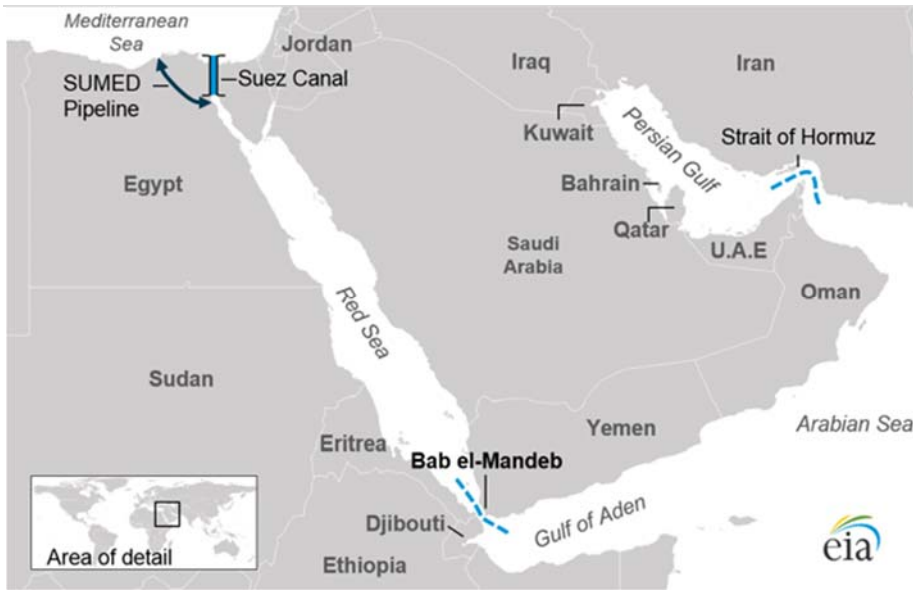 Mediterranean
Sea
Jordan
Iraq
Iran
SUMED
Pipeline
Suez Canal
Kuwait
Persian Gulf
Strait of Hormuz
Egypt
Bahrain
Qatar
Saudi
Arabia
U.A.E
Oman
Red Sea
Sudan
Yemen
Arabian Sea
Eritrea
Bab el-Mandeb
Djibouti
Gulf of Aden
Ethiopia
Area of detail
eia